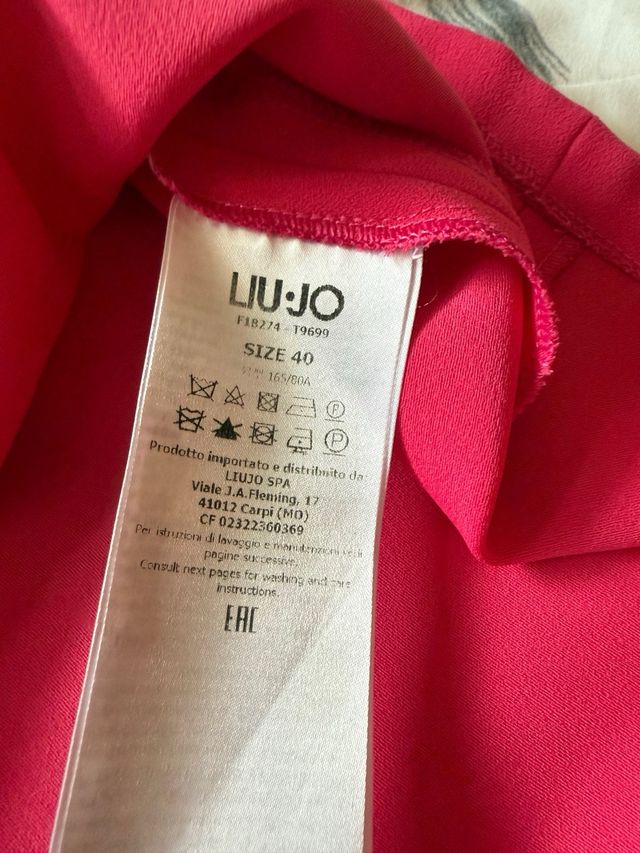 LIU·JO
F18274 - T9699
SIZE 40
165/80A
P
P
Prodotto importato e distribuito da
LIUJO SPA
Viale J.A.Fleming, 17
41012 Carpi (MO)
CF 02322360369
Per istruzioni di lavaggio e manutenzioni vedi
pagine successive.
Consult next pages for washing and care
instructions.
EAC